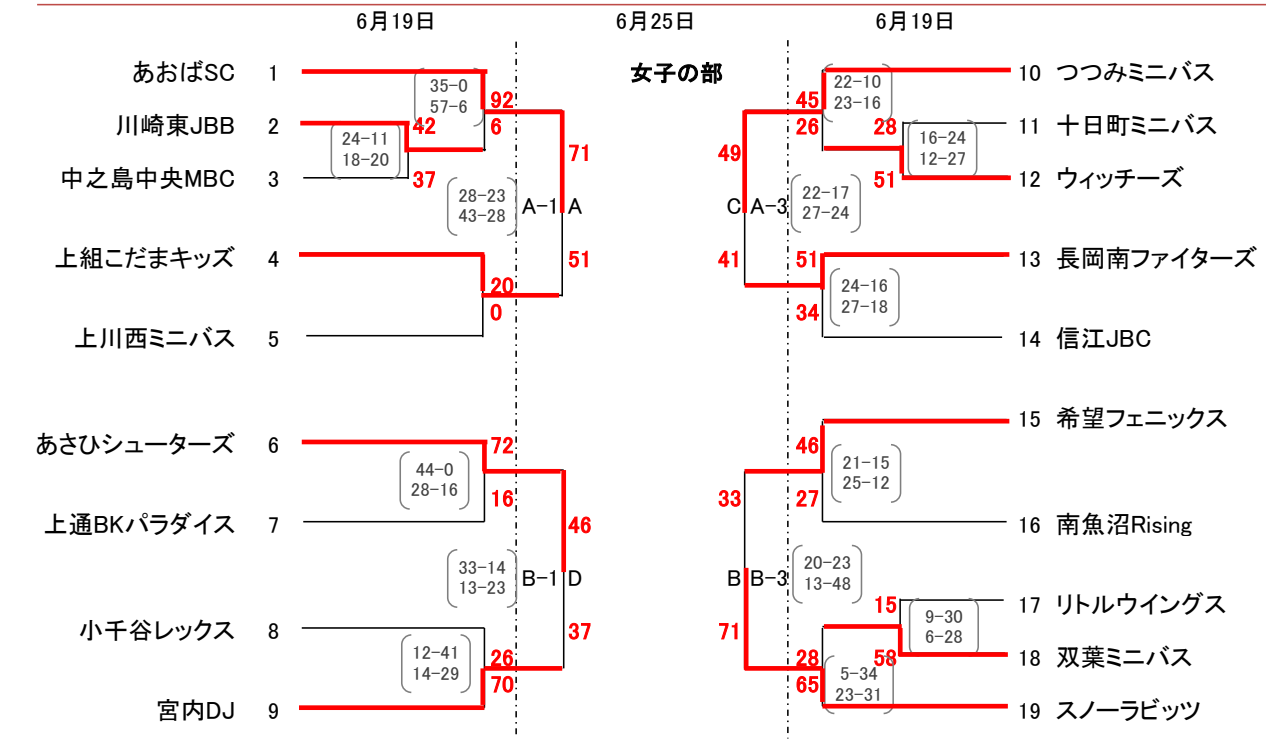 6月19日 6月25日 6月19日
女子の部
あおばSC 1
川崎東JBB 2
中之島中央MBC 3
上組こだまキッズ 4
上川西ミニバス 5
あさひシューターズ 6
上通BKパラダイス 7
小千谷レックス 8
宮内DJ 9
35-0
57-6
92
6
24-11
18-20
42
37
28-23
43-28
A-1 A
71
51
20
0
44-0
28-16
72
16
33-14
13-23
B-1 D
46
37
12-41
14-29
26
70
10 つつみミニバス
11 十日町ミニバス
12 ウィッチーズ
13 長岡南ファイターズ
14 信江JBC
15 希望フェニックス
16 南魚沼Rising
17 リトルウイングス
18 双葉ミニバス
19 スノーラビッツ
22-10
23-16
45
26
28
51
16-24
12-27
49
41
C A-3
22-17
27-24
51
34
24-16
27-18
46
27
21-15
25-12
33
71
B B-3
20-23
13-48
15
58
9-30
6-28
28
65
5-34
23-31